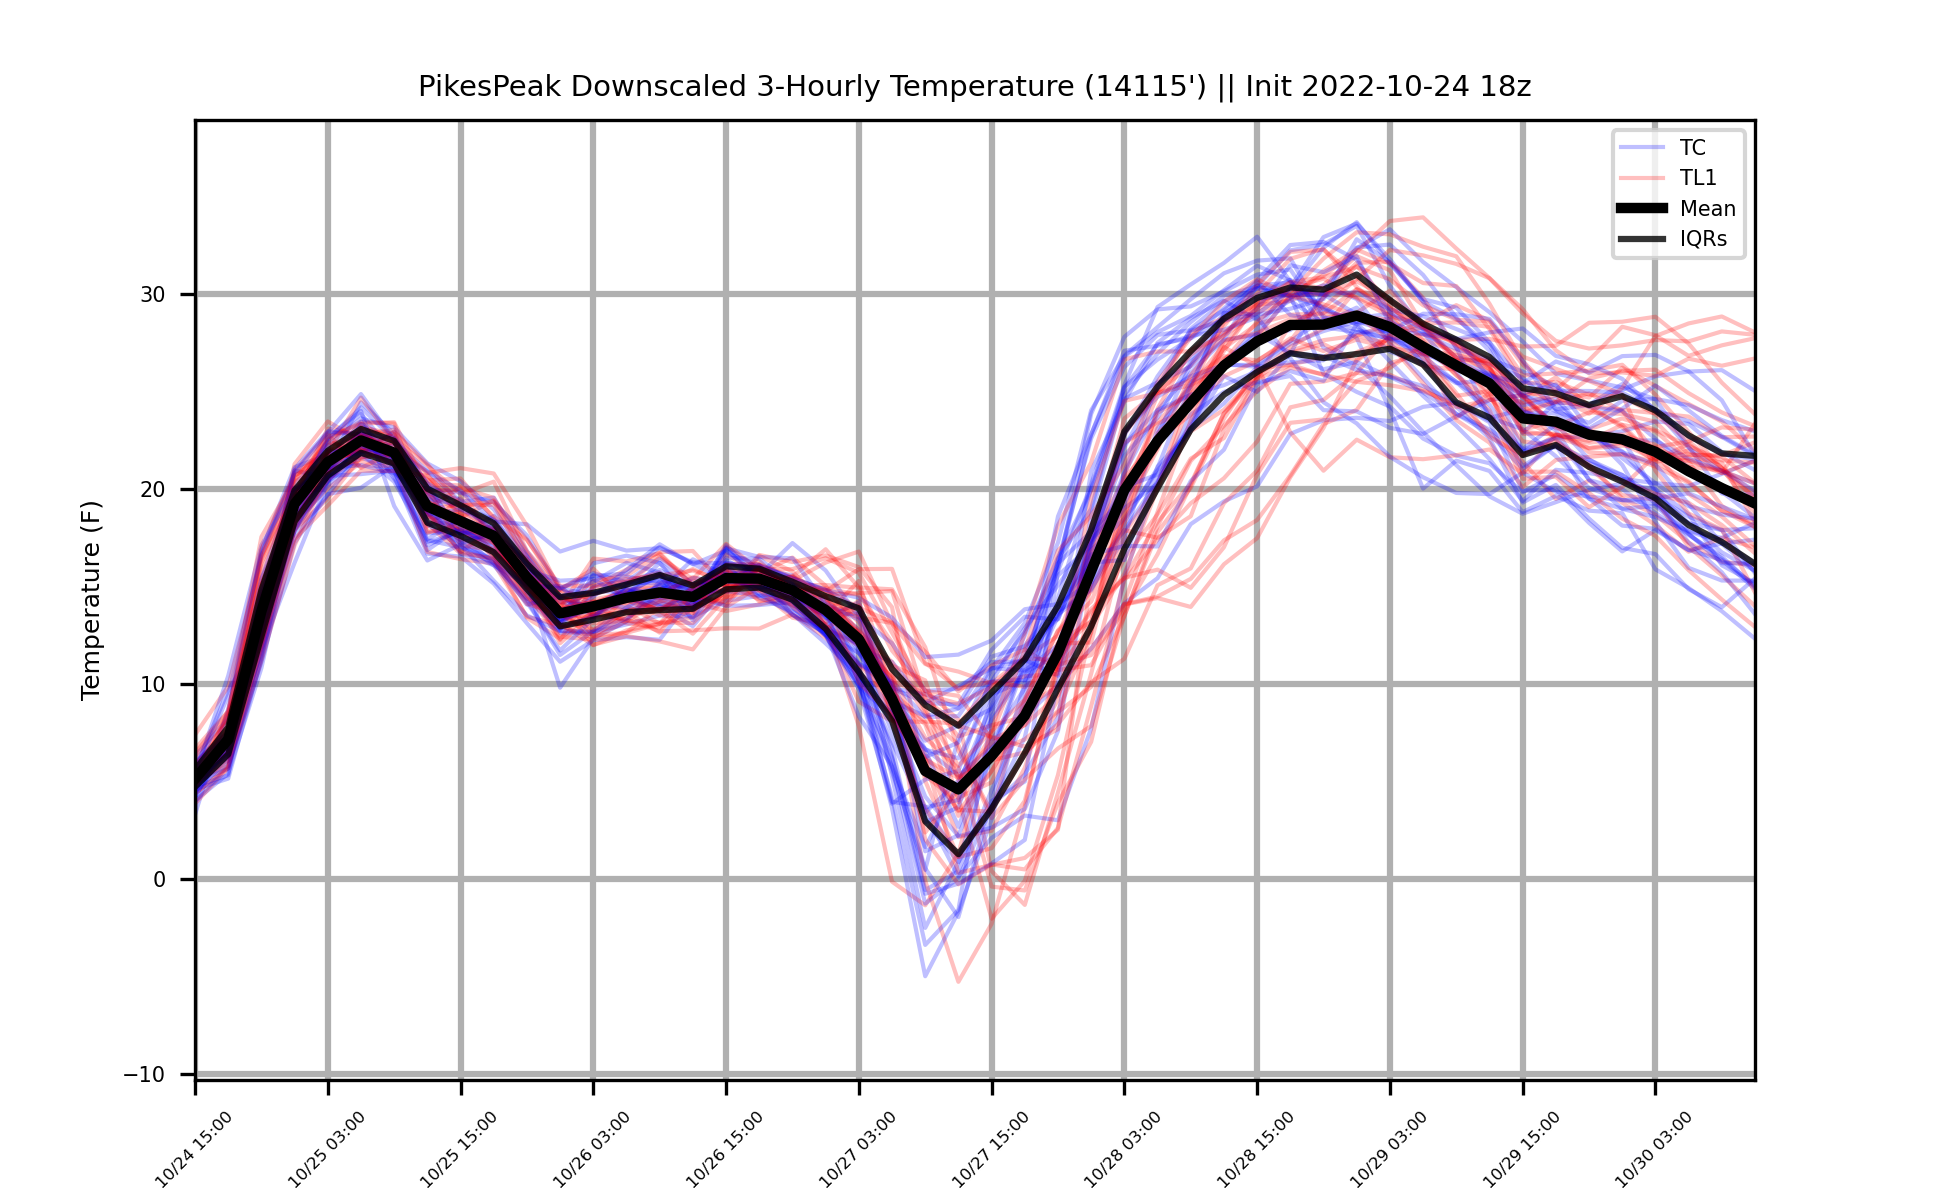 PikesPeak Downscaled 3-Hourly Temperature (14115') || Init 2022-10-24 18z
TC
TL1
Mean
IQRs
Temperature (F)
30
20
10
0
−10
10/24 15:00
10/25 03:00
10/25 15:00
10/26 03:00
10/26 15:00
10/27 03:00
10/27 15:00
10/28 03:00
10/28 15:00
10/29 03:00
10/29 15:00
10/30 03:00